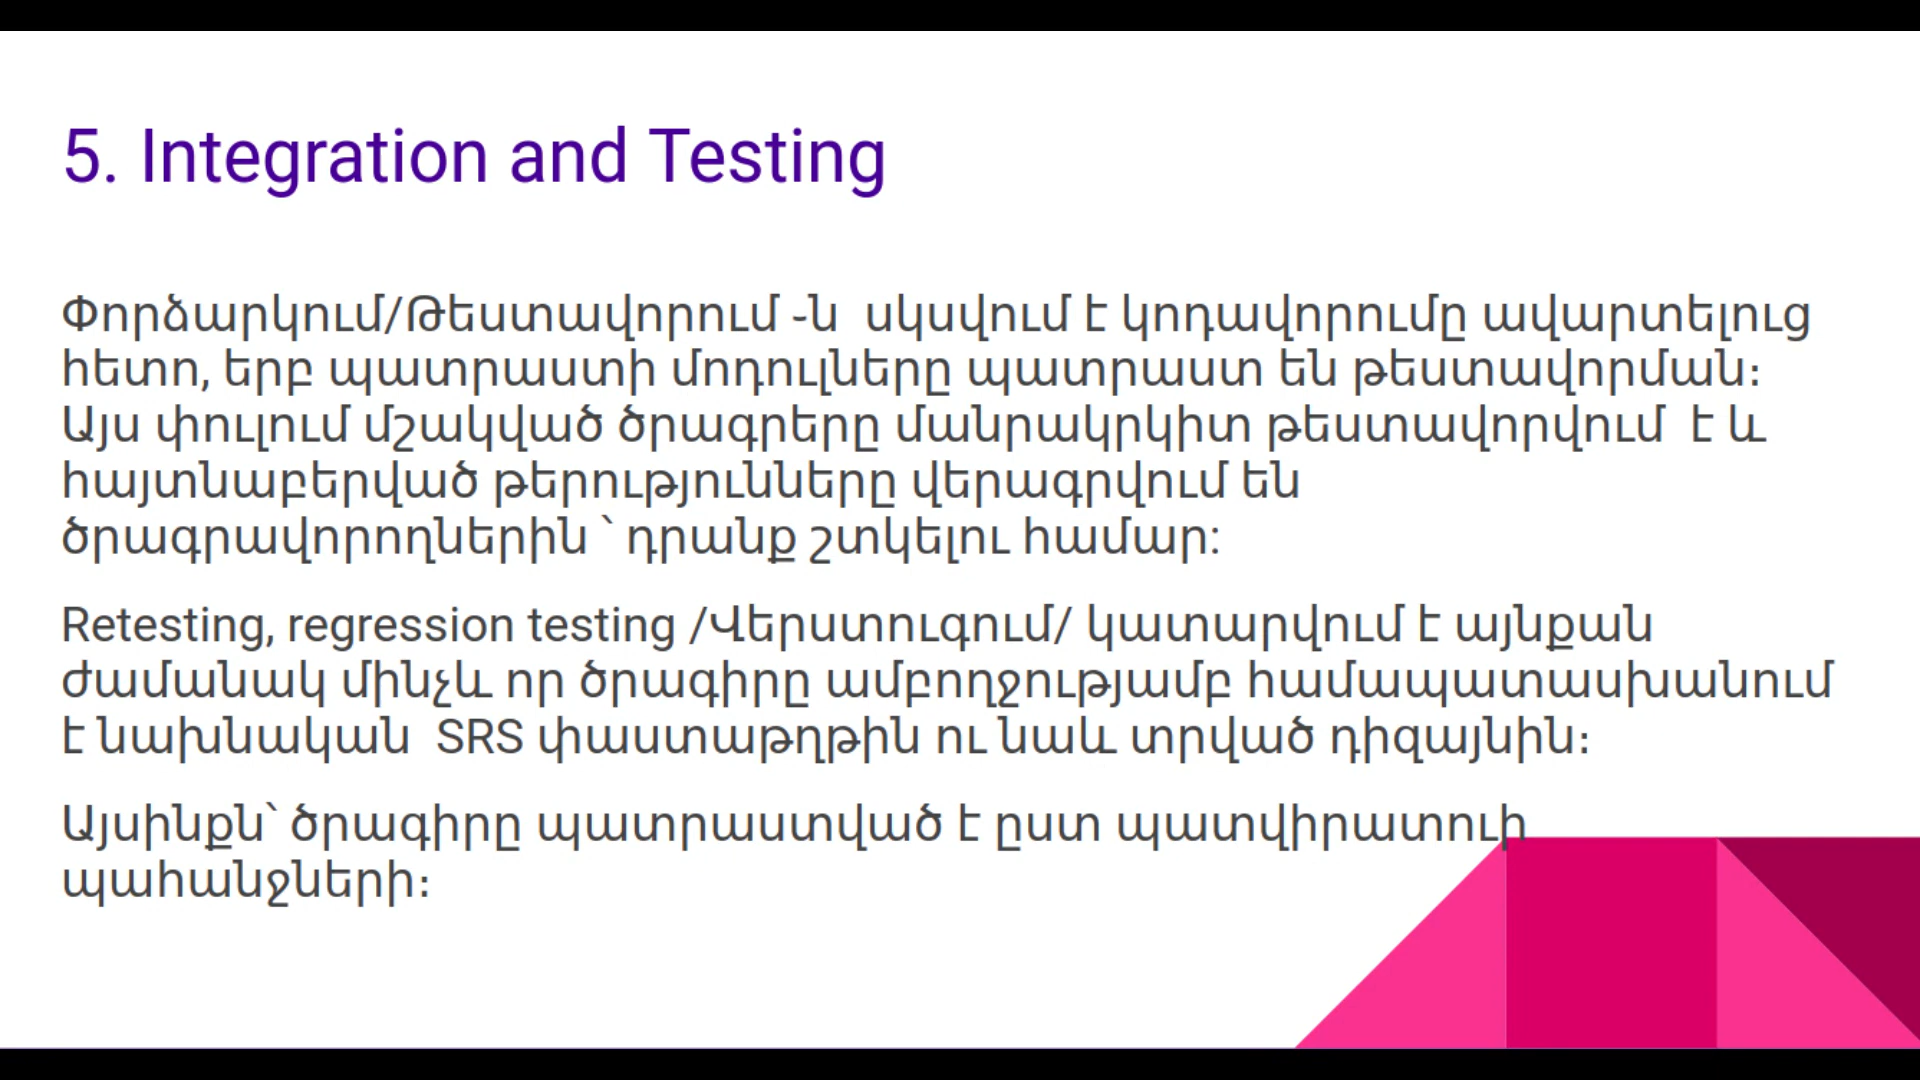 5. Integration and Testing
Փորձարկում/Թեստավորում -ն  սկսվում է կոդավորումը ավարտելուց
հետո, երբ պատրաստի մոդուլները պատրաստ են թեստավորման։
Այս փուլում մշակված ծրագրերը մանրակրկիտ թեստավորվում  է և
հայտնաբերված թերությունները վերագրվում են
ծրագրավորողներին ՝ դրանք շտկելու համար:
Retesting, regression testing /Վերստուգում/ կատարվում է այնքան
ժամանակ մինչև որ ծրագիրը ամբողջությամբ համապատասխանում
է նախնական  SRS փաստաթղթին ու նաև տրված դիզայնին։
Այսինքն՝ ծրագիրը պատրաստված է ըստ պատվիրատուի
պահանջների։